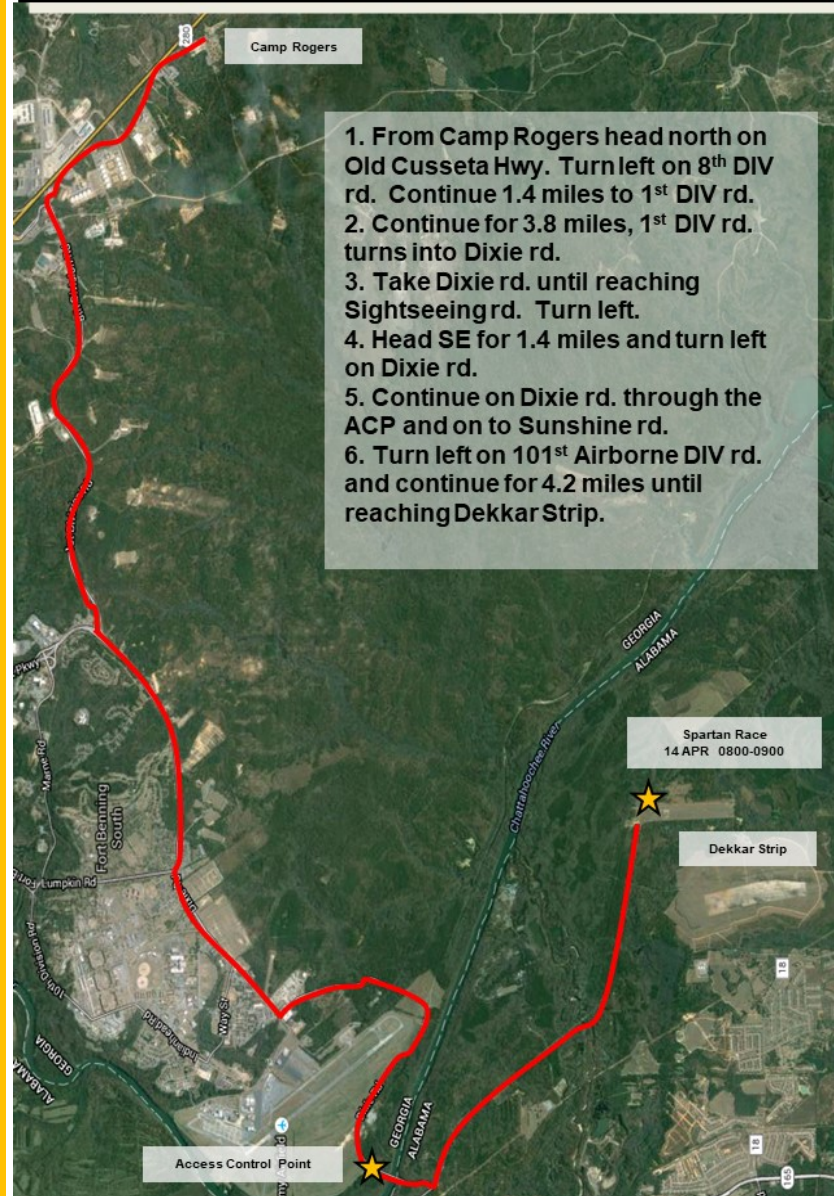 280
Camp Rogers
1. From Camp Rogers head north on
Old Cusseta Hwy. Turn left on 8th DIV
rd. Continue 1.4 miles to 1st DIV rd.
2. Continue for 3.8 miles, 1st DIV rd.
turns into Dixie rd.
3. Take Dixie rd. until reaching
Sightseeing rd. Turn left.
4. Head SE for 1.4 miles and turn left
on Dixie rd.
5. Continue on Dixie rd. through the
ACP and on to Sunshine rd.
6. Turn left on 101st Airborne DIV rd.
and continue for 4.2 miles until
reaching Dekkar Strip.
GEORGIA
ALABAMA
Pkwy
Marne Rd
Chattahoochee River
Spartan Race
14 APR 0800-0900
Dekkar Strip
Fort Benning
South
Lumpkin Rd
10th Division Rd
Indianhead Rd
Way St
18
GEORGIA
ALABAMA
GEORGIA
ALABAMA
Access Control Point
18
165